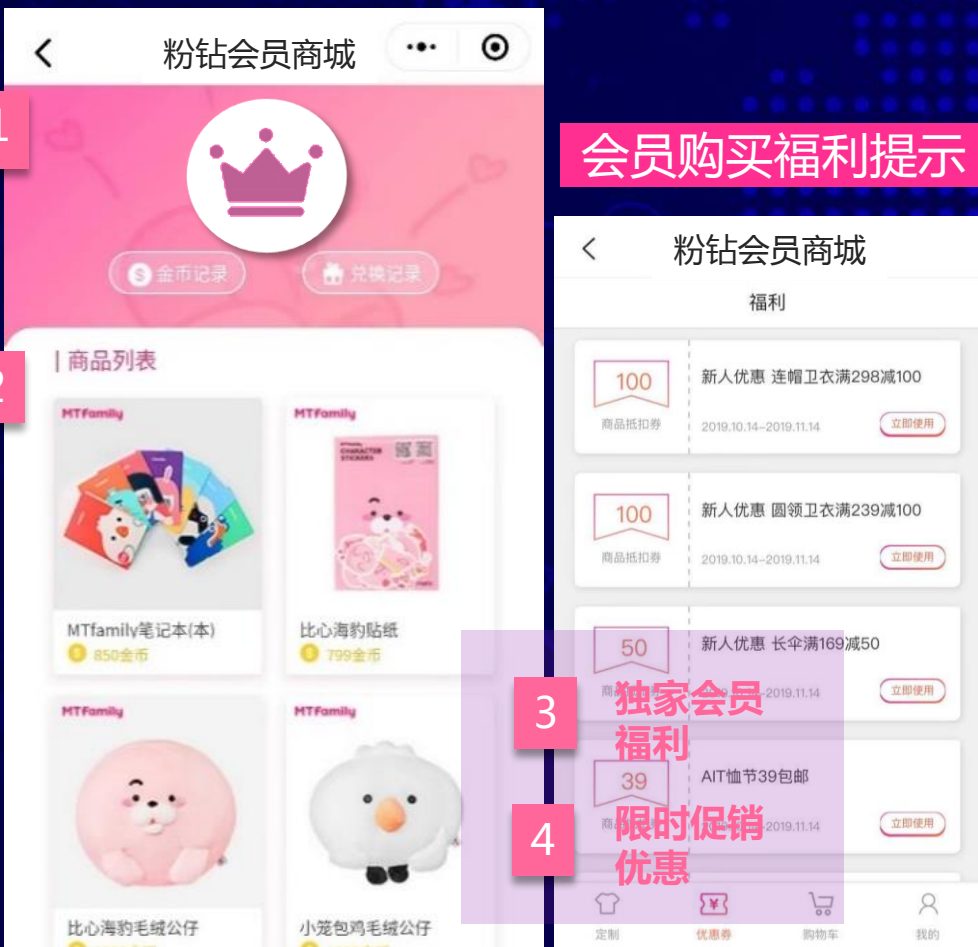 粉钻会员商城
1
金币记录
兑换记录
商品列表
2
MTFamily
MTFamily
CHARACTER
STICKERS
MTfamily笔记本(本)
850金币
比心海豹贴纸
799金币
MTFamily
MTFamily
比心海豹毛绒公仔
小笼包鸡毛绒公仔
会员购买福利提示
粉钻会员商城
福利
100
商品抵扣券
新人优惠 连帽卫衣满298减100
2019.10.14-2019.11.14
立即使用
100
商品抵扣券
新人优惠 圆领卫衣满239减100
2019.10.14-2019.11.14
立即使用
50
新人优惠 长伞满169减50
-2019.11.14
立即使用
39
AIT恤节39包邮
-2019.11.14
立即使用
3
独家会员
福利
4
限时促销
优惠
定制
优惠券
购物车
我的